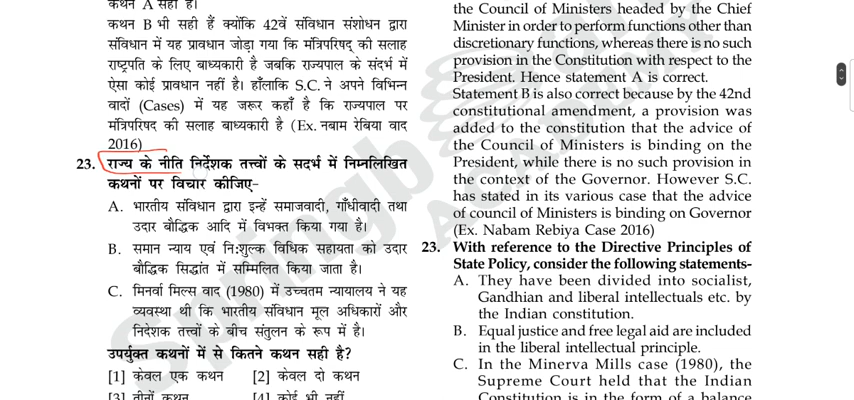 कथन A सही है।
कथन B भी सही हैं क्योंकि 42वें संविधान संशोधन द्वारा
संविधान में यह प्रावधान जोड़ा गया कि मंत्रिपरिषद् की सलाह
राष्ट्रपति के लिए बाध्यकारी है जबकि राज्यपाल के संदर्भ में
ऐसा कोई प्रावधान नहीं है। हाँलाकि S.C. ने अपने विभिन्न
वादों (Cases) में यह जरूर कहाँ है कि राज्यपाल पर
मंत्रिपरिषद की सलाह बाध्यकारी है (Ex. नबाम रेबिया वाद
2016)
23. राज्य के नीति निर्देशक तत्त्वों के सदर्भ में निम्नलिखित
कथनों पर विचार कीजिए-
A. भारतीय संविधान द्वारा इन्हें समाजवादी, गाँधीवादी तथा
उदार बौद्धिक आदि में विभक्त किया गया है।
B. समान न्याय एवं नि:शुल्क विधिक सहायता को उदार
बौद्धिक सिद्धांत में सम्मिलित किया जाता है।
C. मिनर्वा मिल्स वाद (1980) में उच्चतम न्यायालय ने यह
व्यवस्था थी कि भारतीय संविधान मूल अधिकारों और
निदेशक तत्त्वों के बीच संतुलन के रूप में है।
उपर्युक्त कथनों में से कितने कथन सही है?
[1] केवल एक कथन [2] केवल दो कथन
[3] तीनों कथन [4] कोई भी नहीं
the Council of Ministers headed by the Chief
Minister in order to perform functions other than
discretionary functions, whereas there is no such
provision in the Constitution with respect to the
President. Hence statement A is correct.
Statement B is also correct because by the 42nd
constitutional amendment, a provision was
added to the constitution that the advice of
the Council of Ministers is binding on the
President, while there is no such provision in
the context of the Governor. However S.C.
has stated in its various case that the advice
of council of Ministers is binding on Governor
(Ex. Nabam Rebiya Case 2016)
23. With reference to the Directive Principles of
State Policy, consider the following statements-
A. They have been divided into socialist,
Gandhian and liberal intellectuals etc. by
the Indian constitution.
B. Equal justice and free legal aid are included
in the liberal intellectual principle.
C. In the Minerva Mills case (1980), the
Supreme Court held that the Indian
Constitution is in the form of a balance